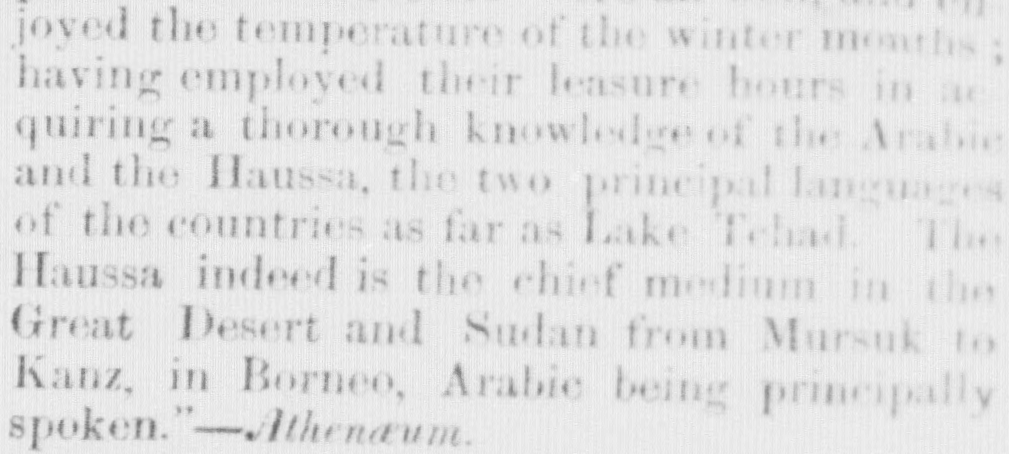 joyed the temperature of the winter months ;
having employed their leasure hours in ac
quiring a thorough knowledge of the Arabic
and the Haussa, the two principal languages
of the countries as far as Lake Tchad. The
Haussa indeed is the chief medium in the
Great Desert and Sudan from Mursuk to
Kanz, in Borneo, Arabic being principally
spoken."—Athenæum.